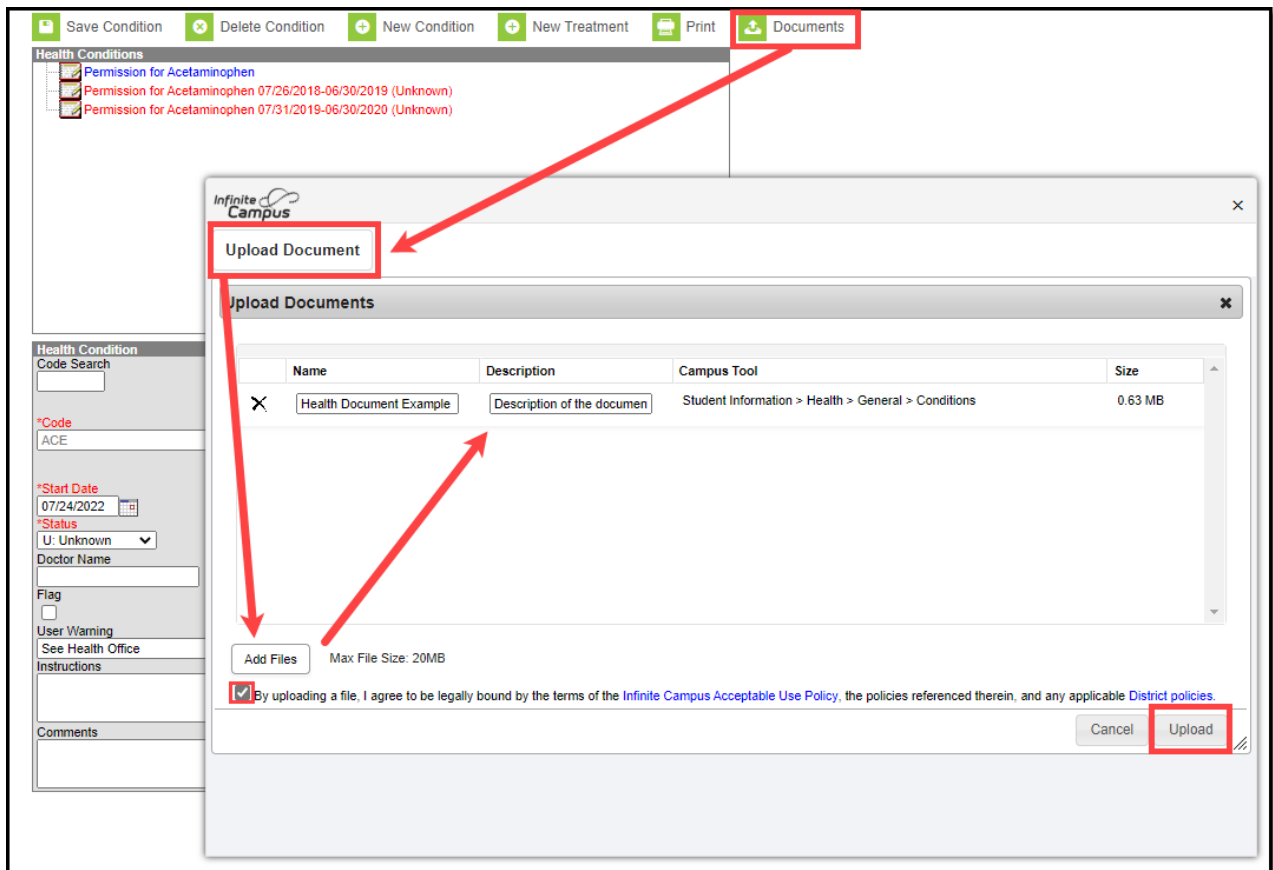 Save Condition Delete Condition New Condition New Treatment Print Documents
Health Conditions
Permission for Acetaminophen
Permission for Acetaminophen 07/26/2018-06/30/2019 (Unknown)
Permission for Acetaminophen 07/31/2019-06/30/2020 (Unknown)
Infinite
Campus
×
Upload Document
Upload Documents
Name Description Campus Tool Size
Health Document Example Description of the documen Student Information > Health > General > Conditions 0.63 MB
Add Files Max File Size: 20MB
By uploading a file, I agree to be legally bound by the terms of the Infinite Campus Acceptable Use Policy, the policies referenced therein, and any applicable District policies.
Cancel Upload
Health Condition
Code Search
*Code
ACE
*Start Date
07/24/2022
*Status
U: Unknown
Doctor Name
Flag
User Warning
See Health Office
Instructions
Comments